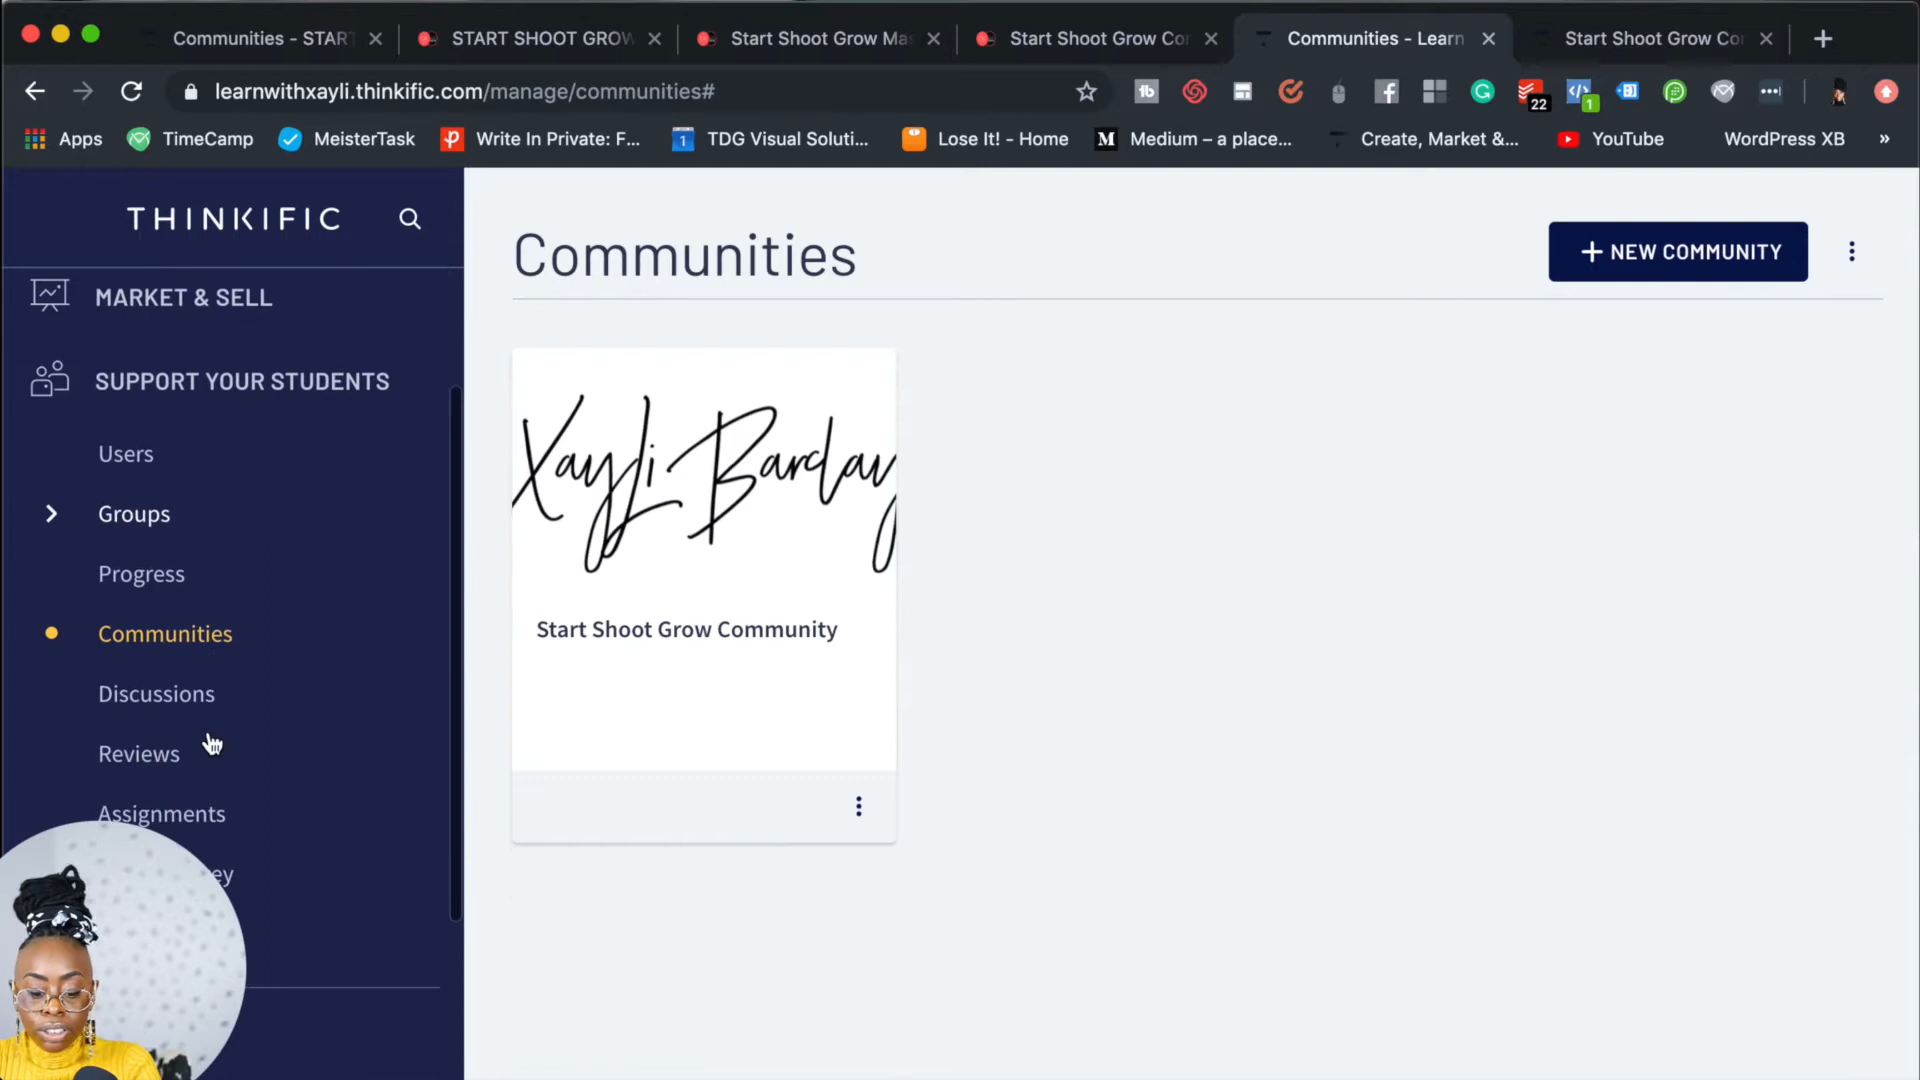 Communities - START
START SHOOT GROW
Start Shoot Grow Ma
Start Shoot Grow Co
Communities - Learn
Start Shoot Grow Co
learnwithxayli.thinkific.com/manage/communities#
22
1
Apps
TimeCamp
MeisterTask
Write In Private: F...
TDG Visual Soluti...
Lose It! - Home
Medium – a place...
Create, Market &...
YouTube
WordPress XB
»
THINKIFIC
MARKET & SELL
SUPPORT YOUR STUDENTS
Users
Groups
Progress
Communities
Discussions
Reviews
Assignments
ey
Communities
+ NEW COMMUNITY
XayLi Barclay
Start Shoot Grow Community